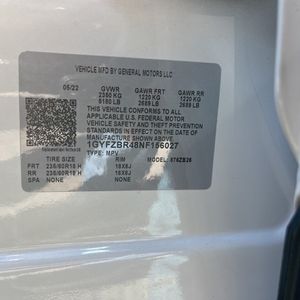 VEHICLE MFD BY GENERAL MOTORS LLC
05/22 GVWR GAWR FRT GAWR RR
2350 KG 1220 KG 1220 KG
5180 LB 2689 LB 2689 LB
THIS VEHICLE CONFORMS TO ALL
APPLICABLE U.S. FEDERAL MOTOR
VEHICLE SAFETY AND THEFT
PREVENTION STANDARDS IN EFFECT
ON THE DATE OF MANUFACTURE
SHOWN ABOVE.
1GYFZBR48NF156027
TYPE: MPV MODEL: 6T6ZB26
TIRE SIZE RIM
FRT 235/60R18 H 18X8J
RR 235/60R18 H 18X8J
SPA NONE NONE